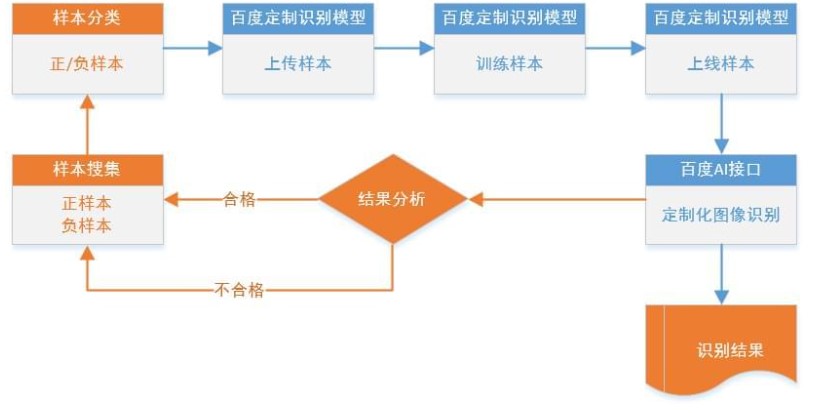 样本分类
正/负样本
百度定制识别模型
上传样本
百度定制识别模型
训练样本
百度定制识别模型
上线样本
样本搜集
正样本
负样本
合格
结果分析
百度AI接口
定制化图像识别
不合格
识别结果